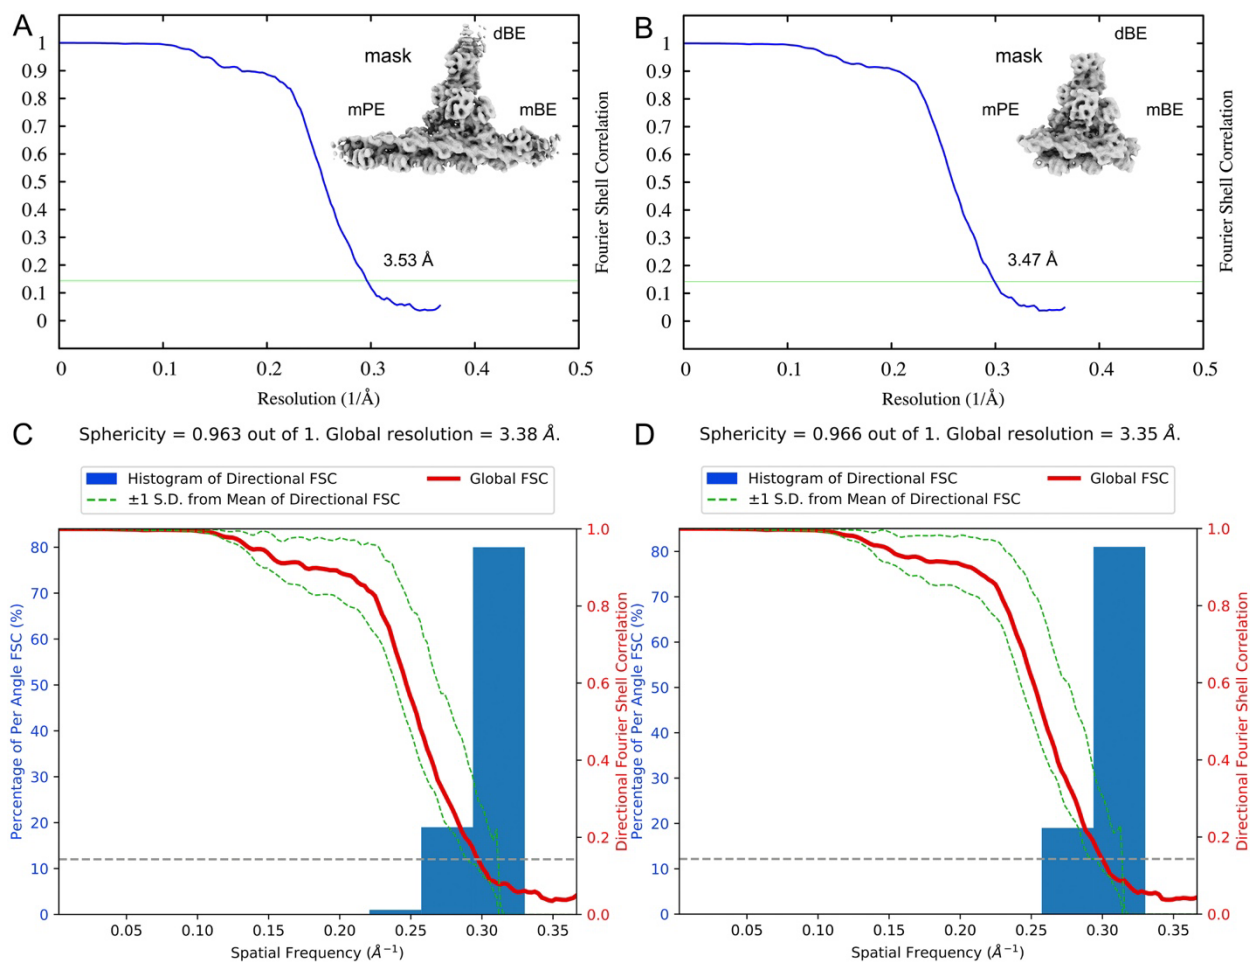 A
1
0.9
0.8
0.7
0.6
0.5
0.4
0.3
0.2
0.1
0
dBE
mask
mPE
mBE
3.53 Å
Fourier Shell Correlation
0 0.1 0.2 0.3 0.4 0.5
Resolution (1/Å)
B
1
0.9
0.8
0.7
0.6
0.5
0.4
0.3
0.2
0.1
0
dBE
mask
mPE
mBE
3.47 Å
Fourier Shell Correlation
0 0.1 0.2 0.3 0.4 0.5
Resolution (1/Å)
C
Sphericity = 0.963 out of 1. Global resolution = 3.38 Å.
Histogram of Directional FSC
Global FSC
±1 S.D. from Mean of Directional FSC
Percentage of Per Angle FSC (%)
80
70
60
50
40
30
20
10
0
1.0
0.8
0.6
0.4
0.2
0.0
Directional Fourier Shell Correlation
0.05 0.10 0.15 0.20 0.25 0.30 0.35
Spatial Frequency (Å⁻¹)
D
Sphericity = 0.966 out of 1. Global resolution = 3.35 Å.
Histogram of Directional FSC
Global FSC
±1 S.D. from Mean of Directional FSC
Percentage of Per Angle FSC (%)
80
70
60
50
40
30
20
10
0
1.0
0.8
0.6
0.4
0.2
0.0
Directional Fourier Shell Correlation
0.05 0.10 0.15 0.20 0.25 0.30 0.35
Spatial Frequency (Å⁻¹)